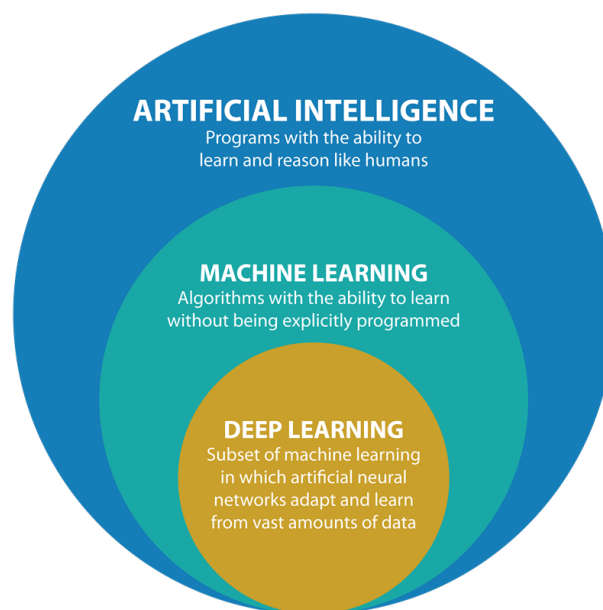 ARTIFICIAL INTELLIGENCE
Programs with the ability to
learn and reason like humans
MACHINE LEARNING
Algorithms with the ability to learn
without being explicitly programmed
DEEP LEARNING
Subset of machine learning
in which artificial neural
networks adapt and learn
from vast amounts of data